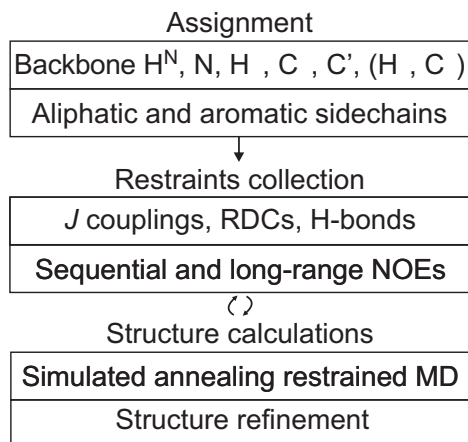 Assignment
Backbone Hᴺ, N, H , C , C’, (H , C )
Aliphatic and aromatic sidechains
Restraints collection
J couplings, RDCs, H-bonds
Sequential and long-range NOEs
Structure calculations
Simulated annealing restrained MD
Structure refinement